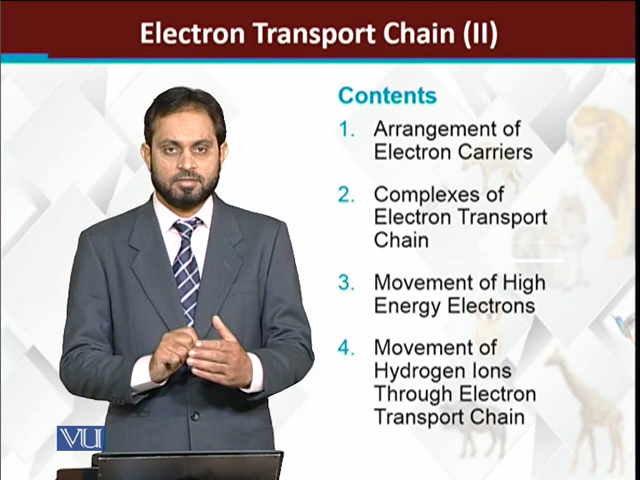 Electron Transport Chain (II)
Contents
1. Arrangement of
Electron Carriers
2. Complexes of
Electron Transport
Chain
3. Movement of High
Energy Electrons
4. Movement of
Hydrogen Ions
Through Electron
Transport Chain
VU